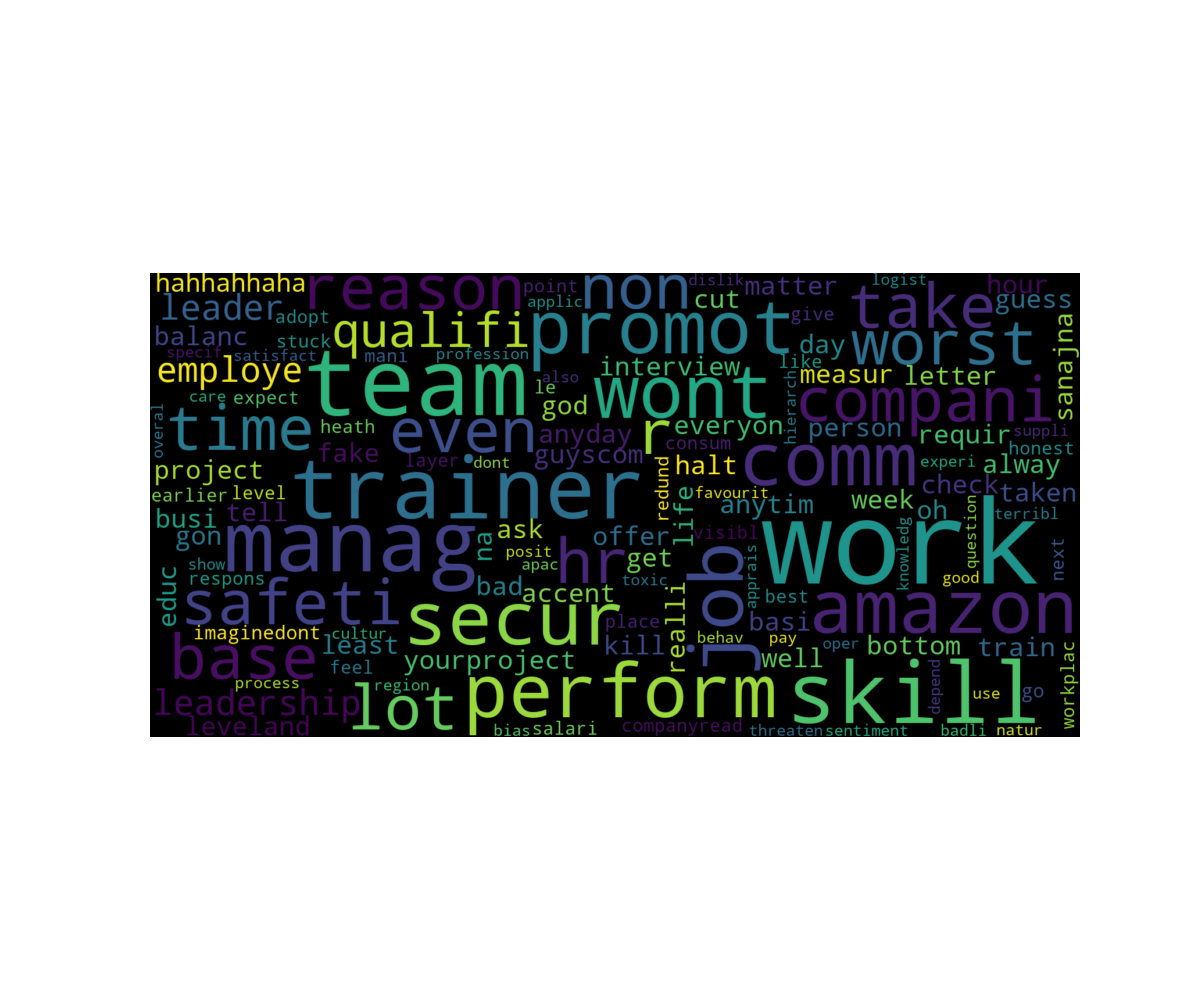 hahhahhaha reason point non dislik matter logist hour
leader adopt applic cut give take guess
balanc stuck qualifi promot day worst sanajna
specif satisfact mani profession interview like
employe team also wont measur letter
care expect le god hierarch compani
overal time heath even anyday r everyon person requir suppli
fake guyscom consum comm honest
project layer dont halt experi alway
earlier level trainer redund favourit check taken
busi tell life anytim week oh terribl
gon manag na ask offer visibl work question
show posit hr get knowledg next
respons apac toxic job apprais good
educ safeti bad accent best amazon
secur place basi
imaginedont cultur least kill realli behav pay oper bottom train
base feel yourproject well workplac
process region perform skill depend use go
leadership lot
leveland bias salari companyread threaten sentiment badli natur